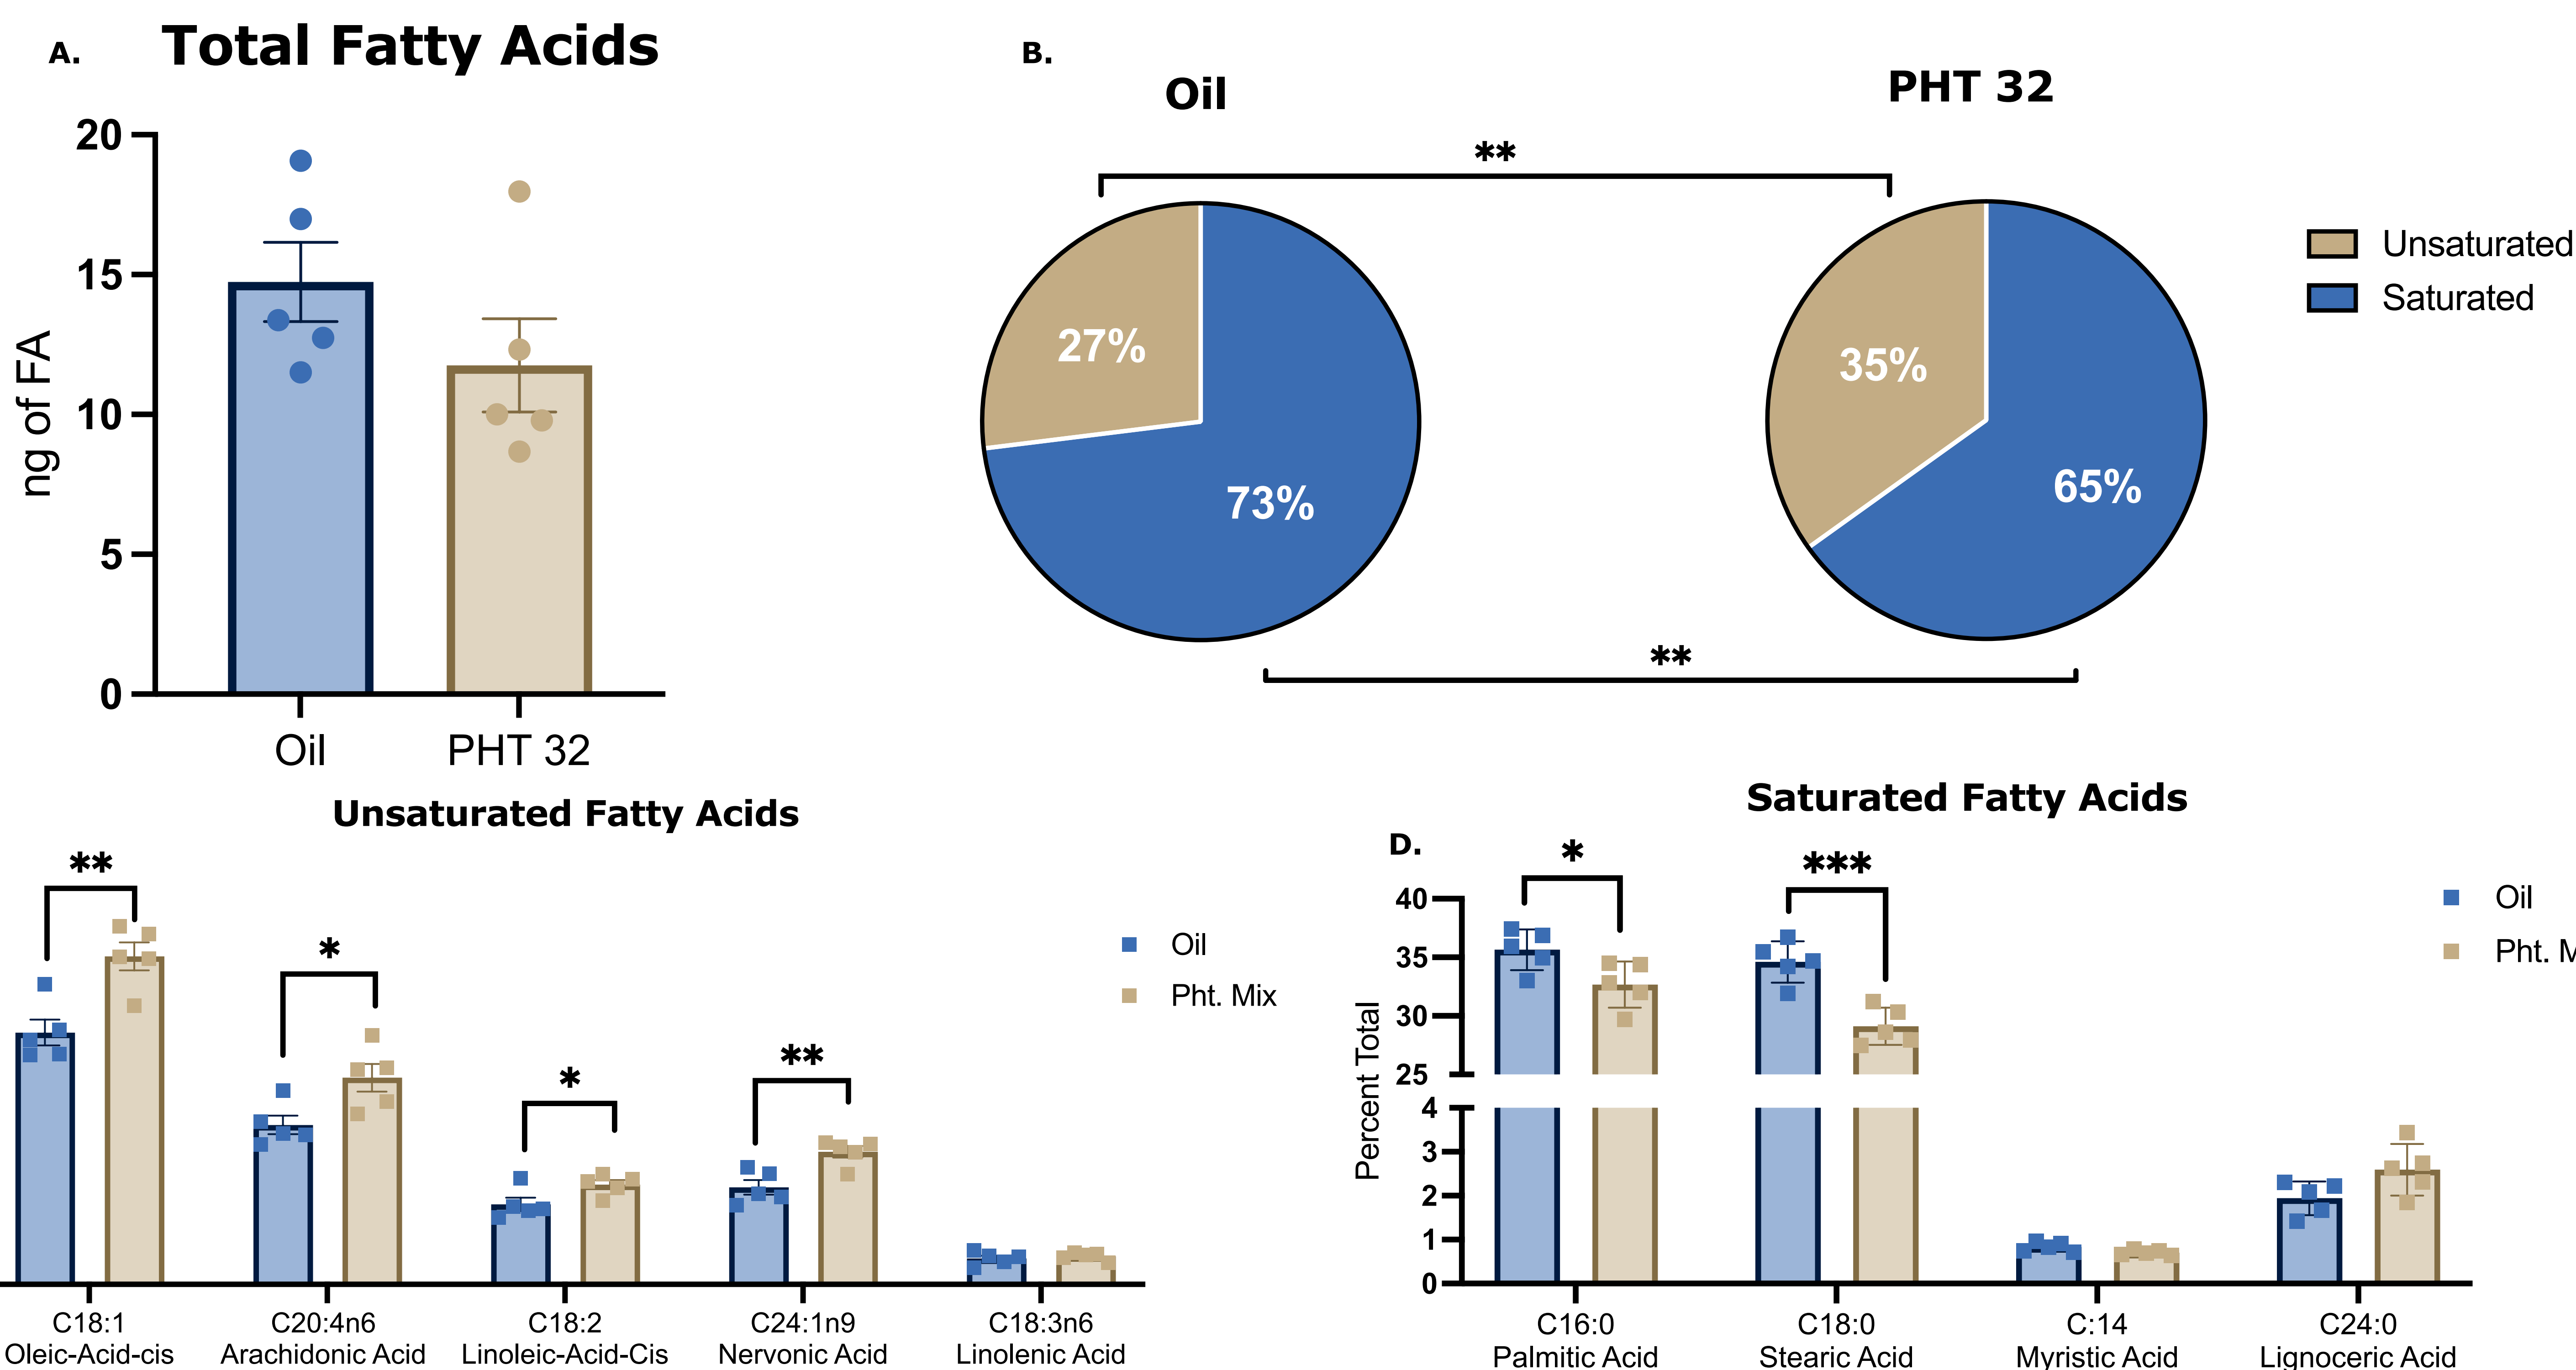 A.
Total Fatty Acids
20
15
10
5
0
ng of FA
Oil
PHT 32
B.
Oil
PHT 32
**
27%
73%
35%
65%
**
Unsaturated
Saturated
Unsaturated Fatty Acids
**
*
*
**
Oil
Pht. Mix
C18:1
Oleic-Acid-cis
C20:4n6
Arachidonic Acid
C18:2
Linoleic-Acid-Cis
C24:1n9
Nervonic Acid
C18:3n6
Linolenic Acid
Saturated Fatty Acids
D.
*
***
40
35
30
25
4
3
2
1
0
Percent Total
Oil
Pht. M
C16:0
Palmitic Acid
C18:0
Stearic Acid
C:14
Myristic Acid
C24:0
Lignoceric Acid